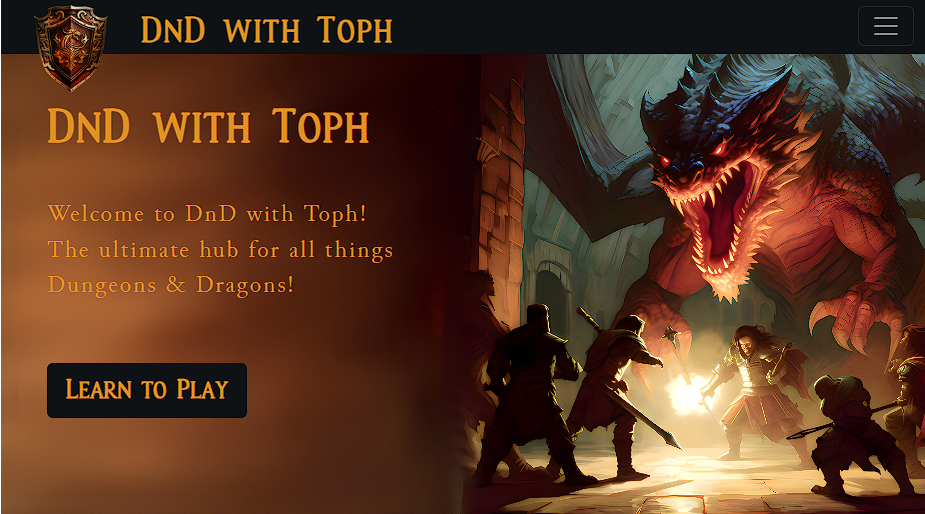 DnD with Toph
DnD with Toph
Welcome to DnD with Toph!
The ultimate hub for all things
Dungeons & Dragons!
Learn to Play